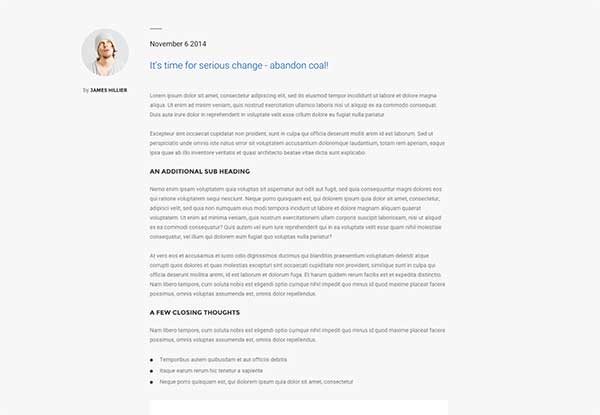 November 6 2014
It's time for serious change - abandon coal!
by JAMES HILLIER
Lorem ipsum dolor sit amet, consectetur adipiscing elit, sed do eiusmod tempor incididunt ut labore et dolore magna
aliqua. Ut enim ad minim veniam, quis nostrud exercitation ullamco laboris nisi ut aliquip ex ea commodo consequat.
Duis aute irure dolor in reprehenderit in voluptate velit esse cillum dolore eu fugiat nulla pariatur
Excepteur sint occaecat cupidatat non proident, sunt in culpa qui officia deserunt mollit anim id est laborum. Sed ut
perspiciatis unde omnis iste natus error sit voluptatem accusantium doloremque laudantium, totam rem aperiam, eaque
ipsa quae ab illo inventore veritatis et quasi architecto beatae vitae dicta sunt explicabo
AN ADDITIONAL SUB HEADING
Nemo enim ipsam voluptatem quia voluptas sit aspernatur aut odit aut fugit, sed quia consequuntur magni dolores eos
qui ratione voluptatem sequi nesciunt. Neque porro quisquam est, qui dolorem ipsum quia dolor sit amet, consectetur,
adipisci velit, sed quia non numquam eius modi tempora incidunt ut labore et dolore magnam aliquam quaerat
voluptatem. Ut enim ad minima veniam, quis nostrum exercitationem ullam corporis suscipit laboriosam, nisi ut aliquid
ex ea commodi consequatur? Quis autem vel eum iure reprehenderit qui in ea voluptate velit esse quam nihil molestiae
consequatur, vel illum qui dolorem eum fugiat quo voluptas nulla pariatur?
At vero eos et accusamus et iusto odio dignissimos ducimus qui blanditiis praesentium voluptatum deleniti atque
corrupti quos dolores et quas molestias excepturi sint occaecati cupiditate non provident, similique sunt in culpa qui
officia deserunt mollitia animi, id est laborum et dolorum fuga. Et harum quidem rerum facilis est et expedita distinctio.
Nam libero tempore, cum soluta nobis est eligendi optio cumque nihil impedit quo minus id quod maxime placeat facere
possimus, omnis voluptas assumenda est, omnis dolor repellendus.
A FEW CLOSING THOUGHTS
Nam libero tempore, cum soluta nobis est eligendi optio cumque nihil impedit quo minus id quod maxime placeat facere
possimus, omnis voluptas assumenda est, omnis dolor repellendus.
Temporibus autem quibusdam et aut officiis debitis
Itaque earum rerum hic tenetur a sapiente
Neque porro quisquam est, qui dolorem ipsum quia dolor sit amet, consectetur